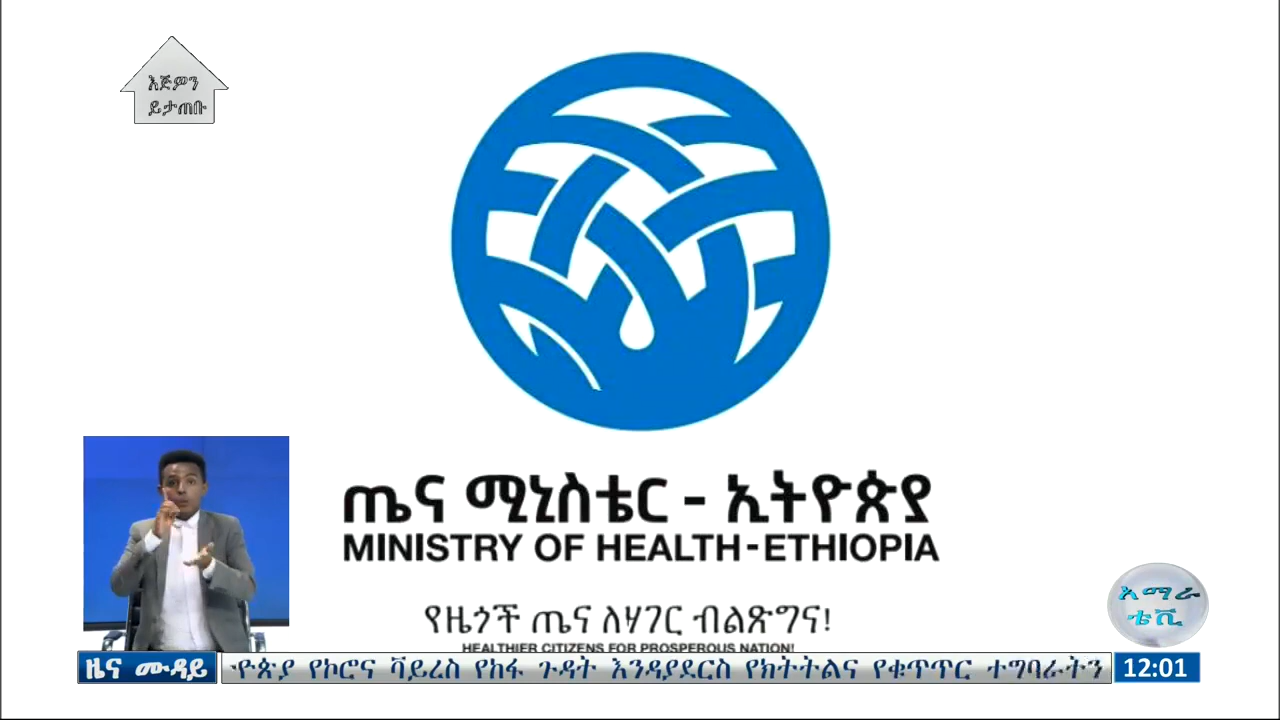 እጅዎን
ይታጠቡ
ጤና ሚኒስቴር - ኢትዮጵያ
MINISTRY OF HEALTH-ETHIOPIA
የዜጎች ጤና ለሃገር ብልጽግና!
HEALTHIER CITIZENS FOR PROSPEROUS NATION!
አማራ
ቴቪ
ዜና ሙዳይ
ዮጵያ የኮሮና ቫይረስ የከፋ ጉዳት እንዳያደርስ የክትትልና የቁጥጥር ተግባራትን
12:01